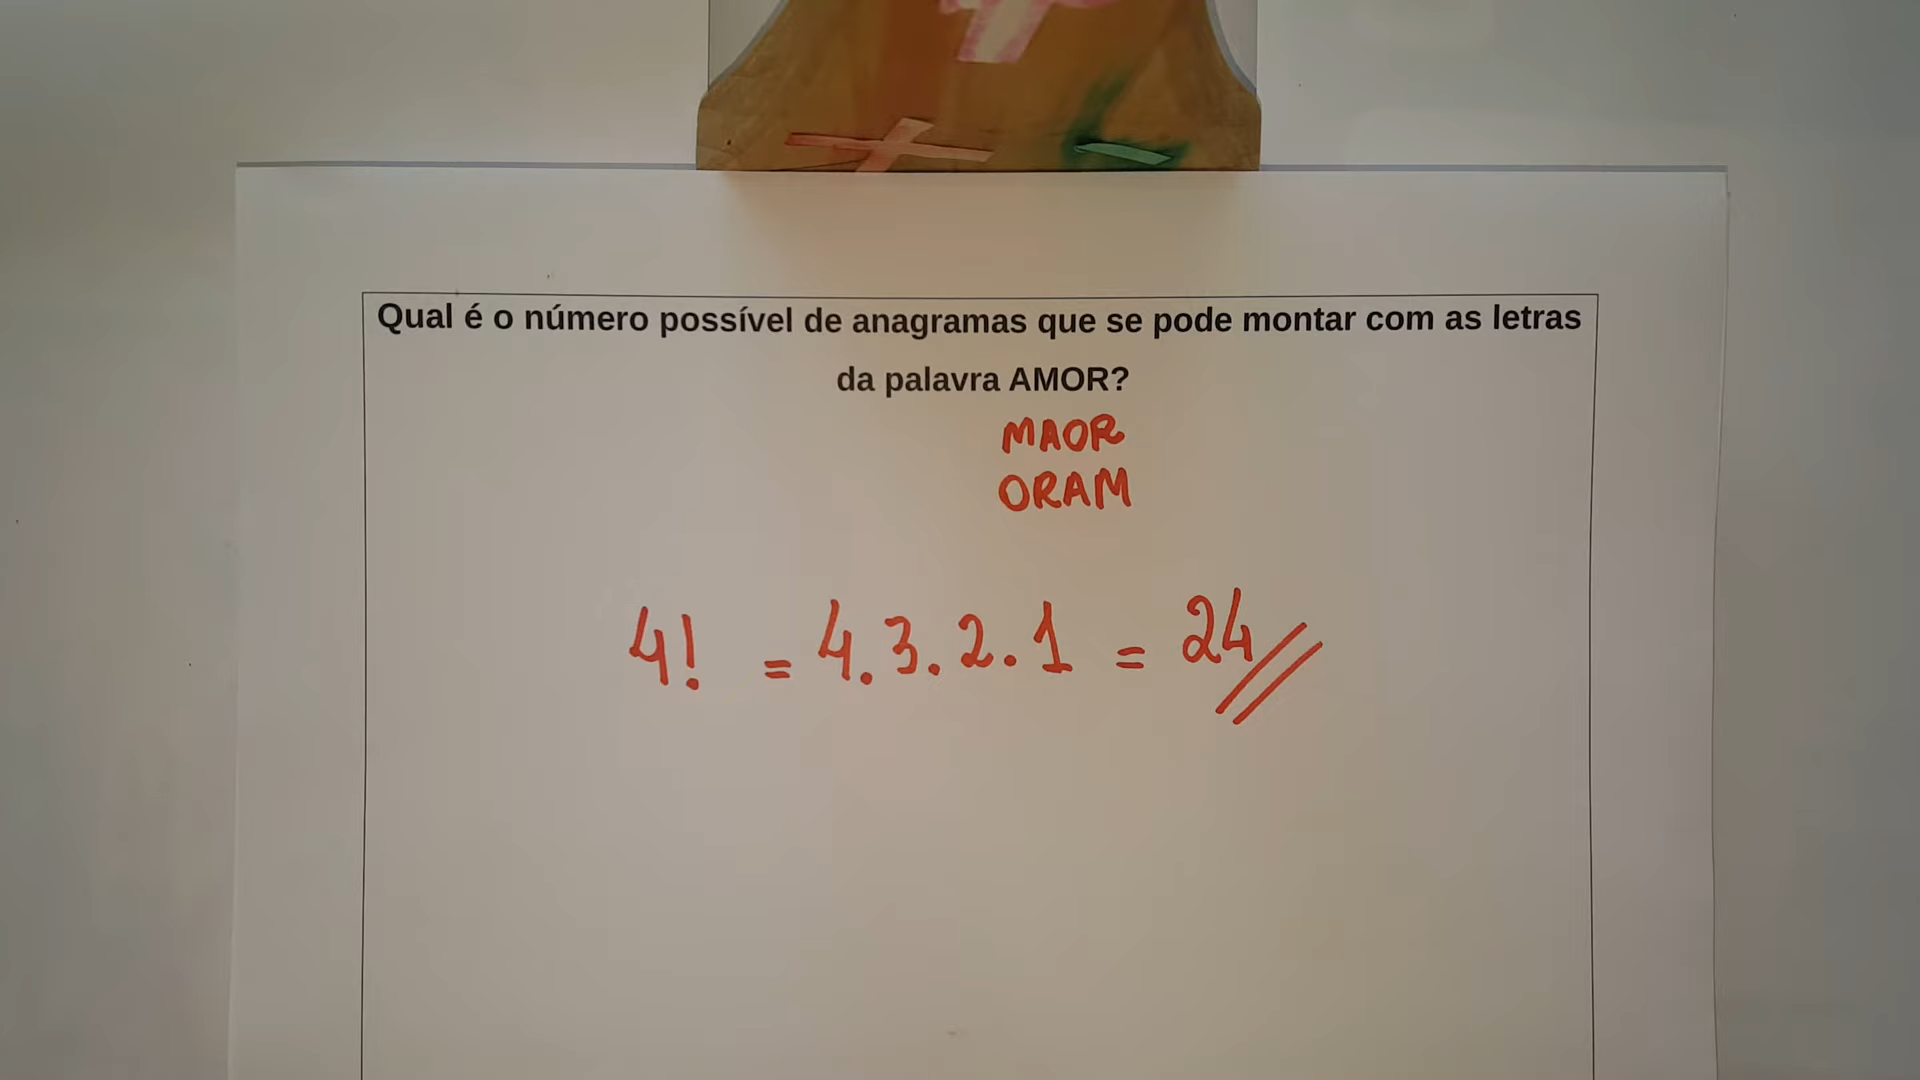 Qual é o número possível de anagramas que se pode montar com as letras
da palavra AMOR?
MAOR
ORAM
4! = 4.3.2.1 = 24